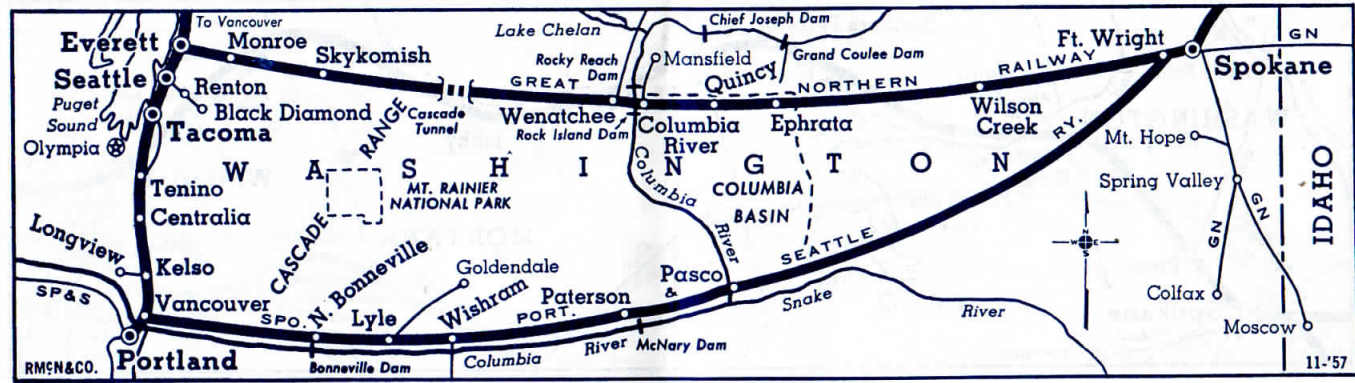 To Vancouver
Everett
Monroe
Skykomish
Seattle
Renton
Black Diamond
Puget
Sound
Tacoma
Olympia
Tenino
Centralia
Longview
Kelso
SP&S
Vancouver
Portland
RMCN&CO.
Lake Chelan
Chief Joseph Dam
Rocky Reach
Dam
Mansfield
Grand Coulee Dam
Quincy
GREAT NORTHERN RAILWAY
Ft. Wright
GN
Spokane
Cascade
Tunnel
Wenatchee
Rock Island Dam
Columbia
River
Ephrata
Wilson
Creek
CASCADE RANGE
WASHINGTON
MT. RAINIER
NATIONAL PARK
Columbia River
COLUMBIA
BASIN
Mt. Hope
Spring Valley
GN
GN
Colfax
Moscow
IDAHO
N
W E
S
SPO. PORT. & SEATTLE RY.
N. Bonneville
Lyle
Goldendale
Wishram
Paterson
Pasco
Snake River
Columbia River
Bonneville Dam
McNary Dam
11-'57